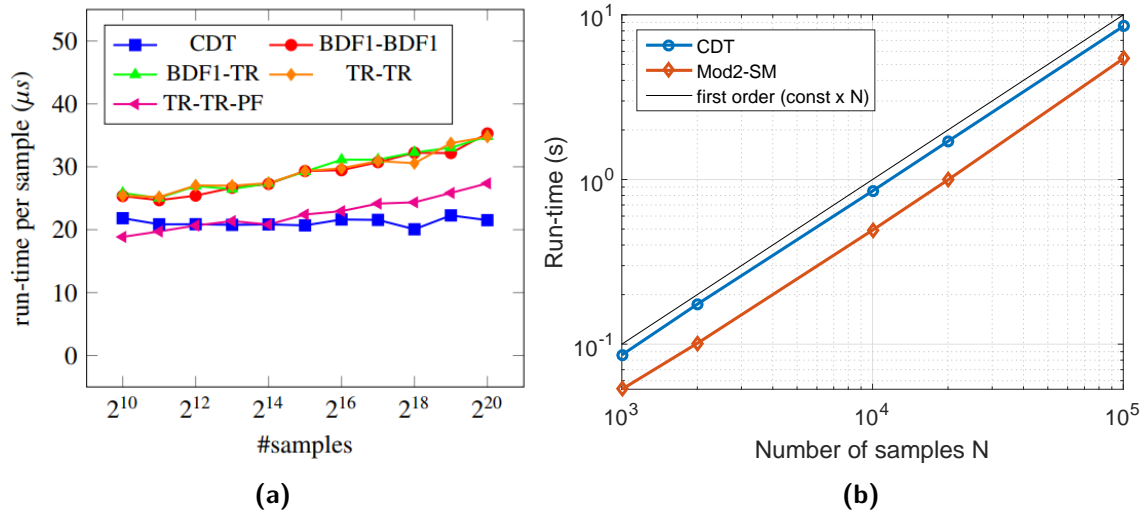 CDT
BDF1-BDF1
BDF1-TR
TR-TR
TR-TR-PF
run-time per sample (μs)
50
40
30
20
10
0
2^10
2^12
2^14
2^16
2^18
2^20
#samples
(a)
CDT
Mod2-SM
first order (const x N)
Run-time (s)
10^1
10^0
10^-1
10^3
10^4
10^5
Number of samples N
(b)